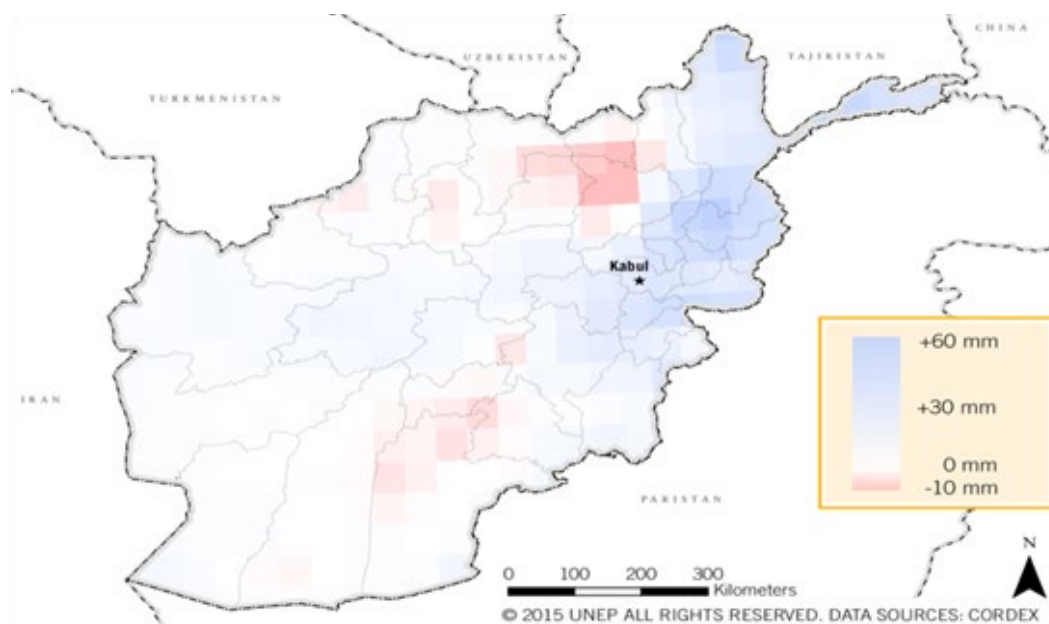 CHINA
UZBEKISTAN
TAJIKISTAN
TURKMENISTAN
Kabul
+60 mm
IRAN
+30 mm
0 mm
-10 mm
PAKISTAN
N
0 100 200 300
Kilometers
© 2015 UNEP ALL RIGHTS RESERVED. DATA SOURCES: CORDEX